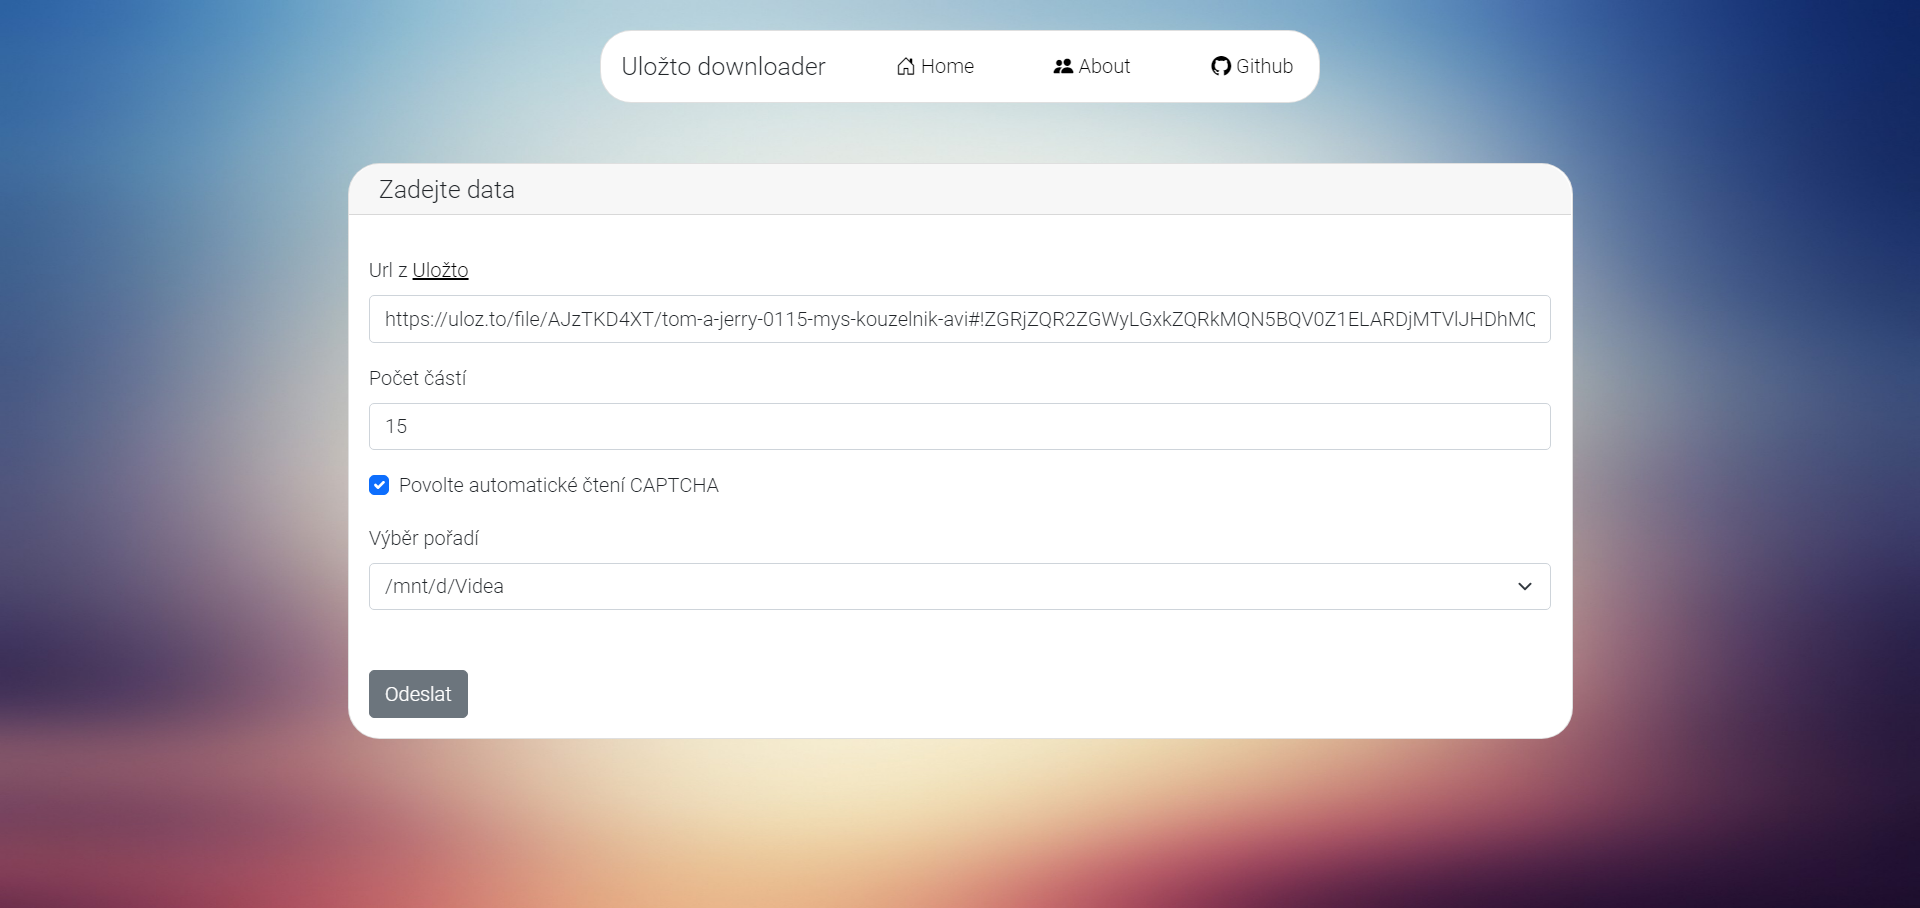 Uložto downloader Home About Github
Zadejte data
Url z Uložto
https://uloz.to/file/AJzTKD4XT/tom-a-jerry-0115-mys-kouzelnik-avi#!ZGRjZQR2ZGWyLGxkZQRkMQN5BQV0Z1ELARDjMTVlJHDhMQ
Počet částí
15
Povolte automatické čtení CAPTCHA
Výběr pořadí
/mnt/d/Videa
Odeslat